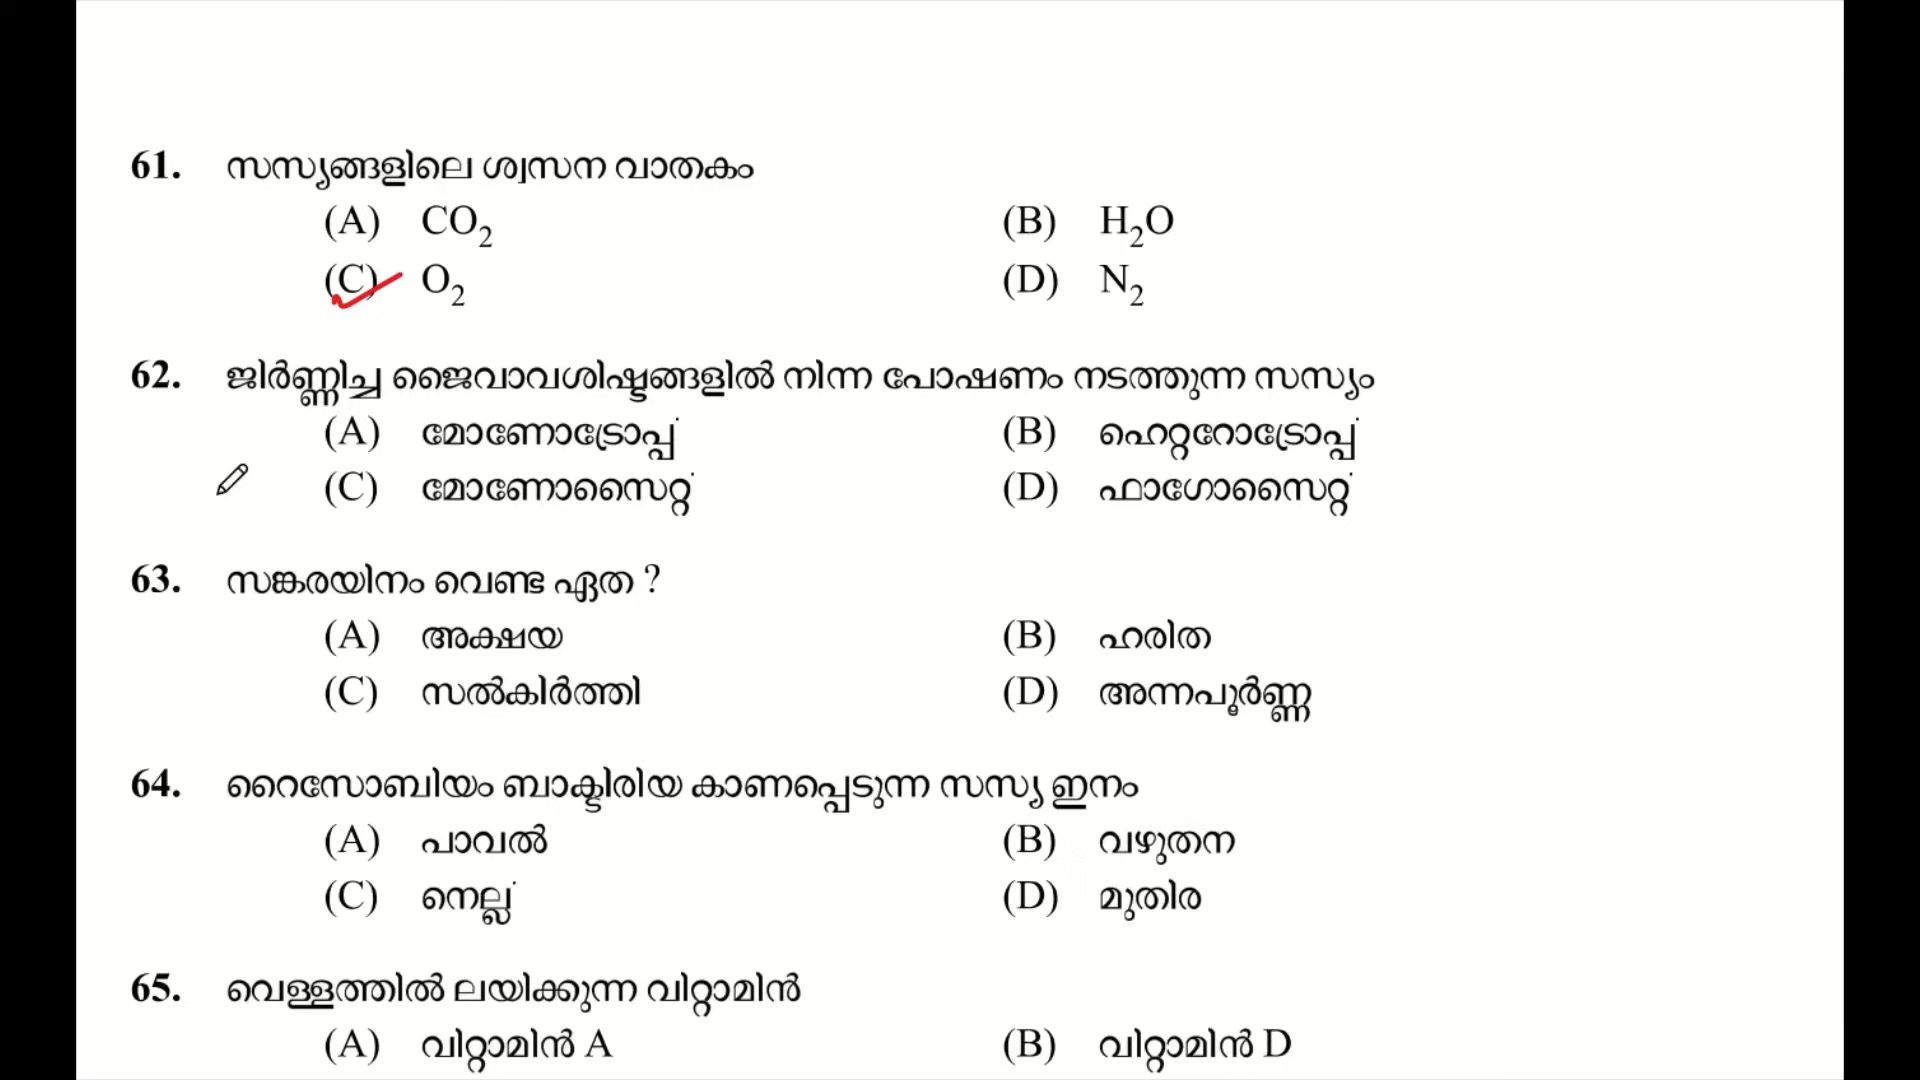 61. സസ്യങ്ങളിലെ ശ്വസന വാതകം
(A) CO₂ (B) H₂O
(C) O₂ (D) N₂
62. ജിർണ്ണിച്ച ജൈവാവശിഷ്ടങ്ങളിൽ നിന്ന പോഷണം നടത്തുന്ന സസ്യം
(A) മോണോട്രോപ്പ് (B) ഹെറ്ററോട്രോപ്പ്
(C) മോണോസൈറ്റ് (D) ഫാഗോസൈറ്റ്
63. സങ്കരയിനം വെണ്ട ഏത ?
(A) അക്ഷയ (B) ഹരിത
(C) സൽകിർത്തി (D) അന്നപൂർണ്ണ
64. റൈസോബിയം ബാക്ടിരിയ കാണപ്പെടുന്ന സസ്യ ഇനം
(A) പാവൽ (B) വഴുതന
(C) നെല്ല് (D) മുതിര
65. വെള്ളത്തിൽ ലയിക്കുന്ന വിറ്റാമിൻ
(A) വിറ്റാമിൻ A (B) വിറ്റാമിൻ D